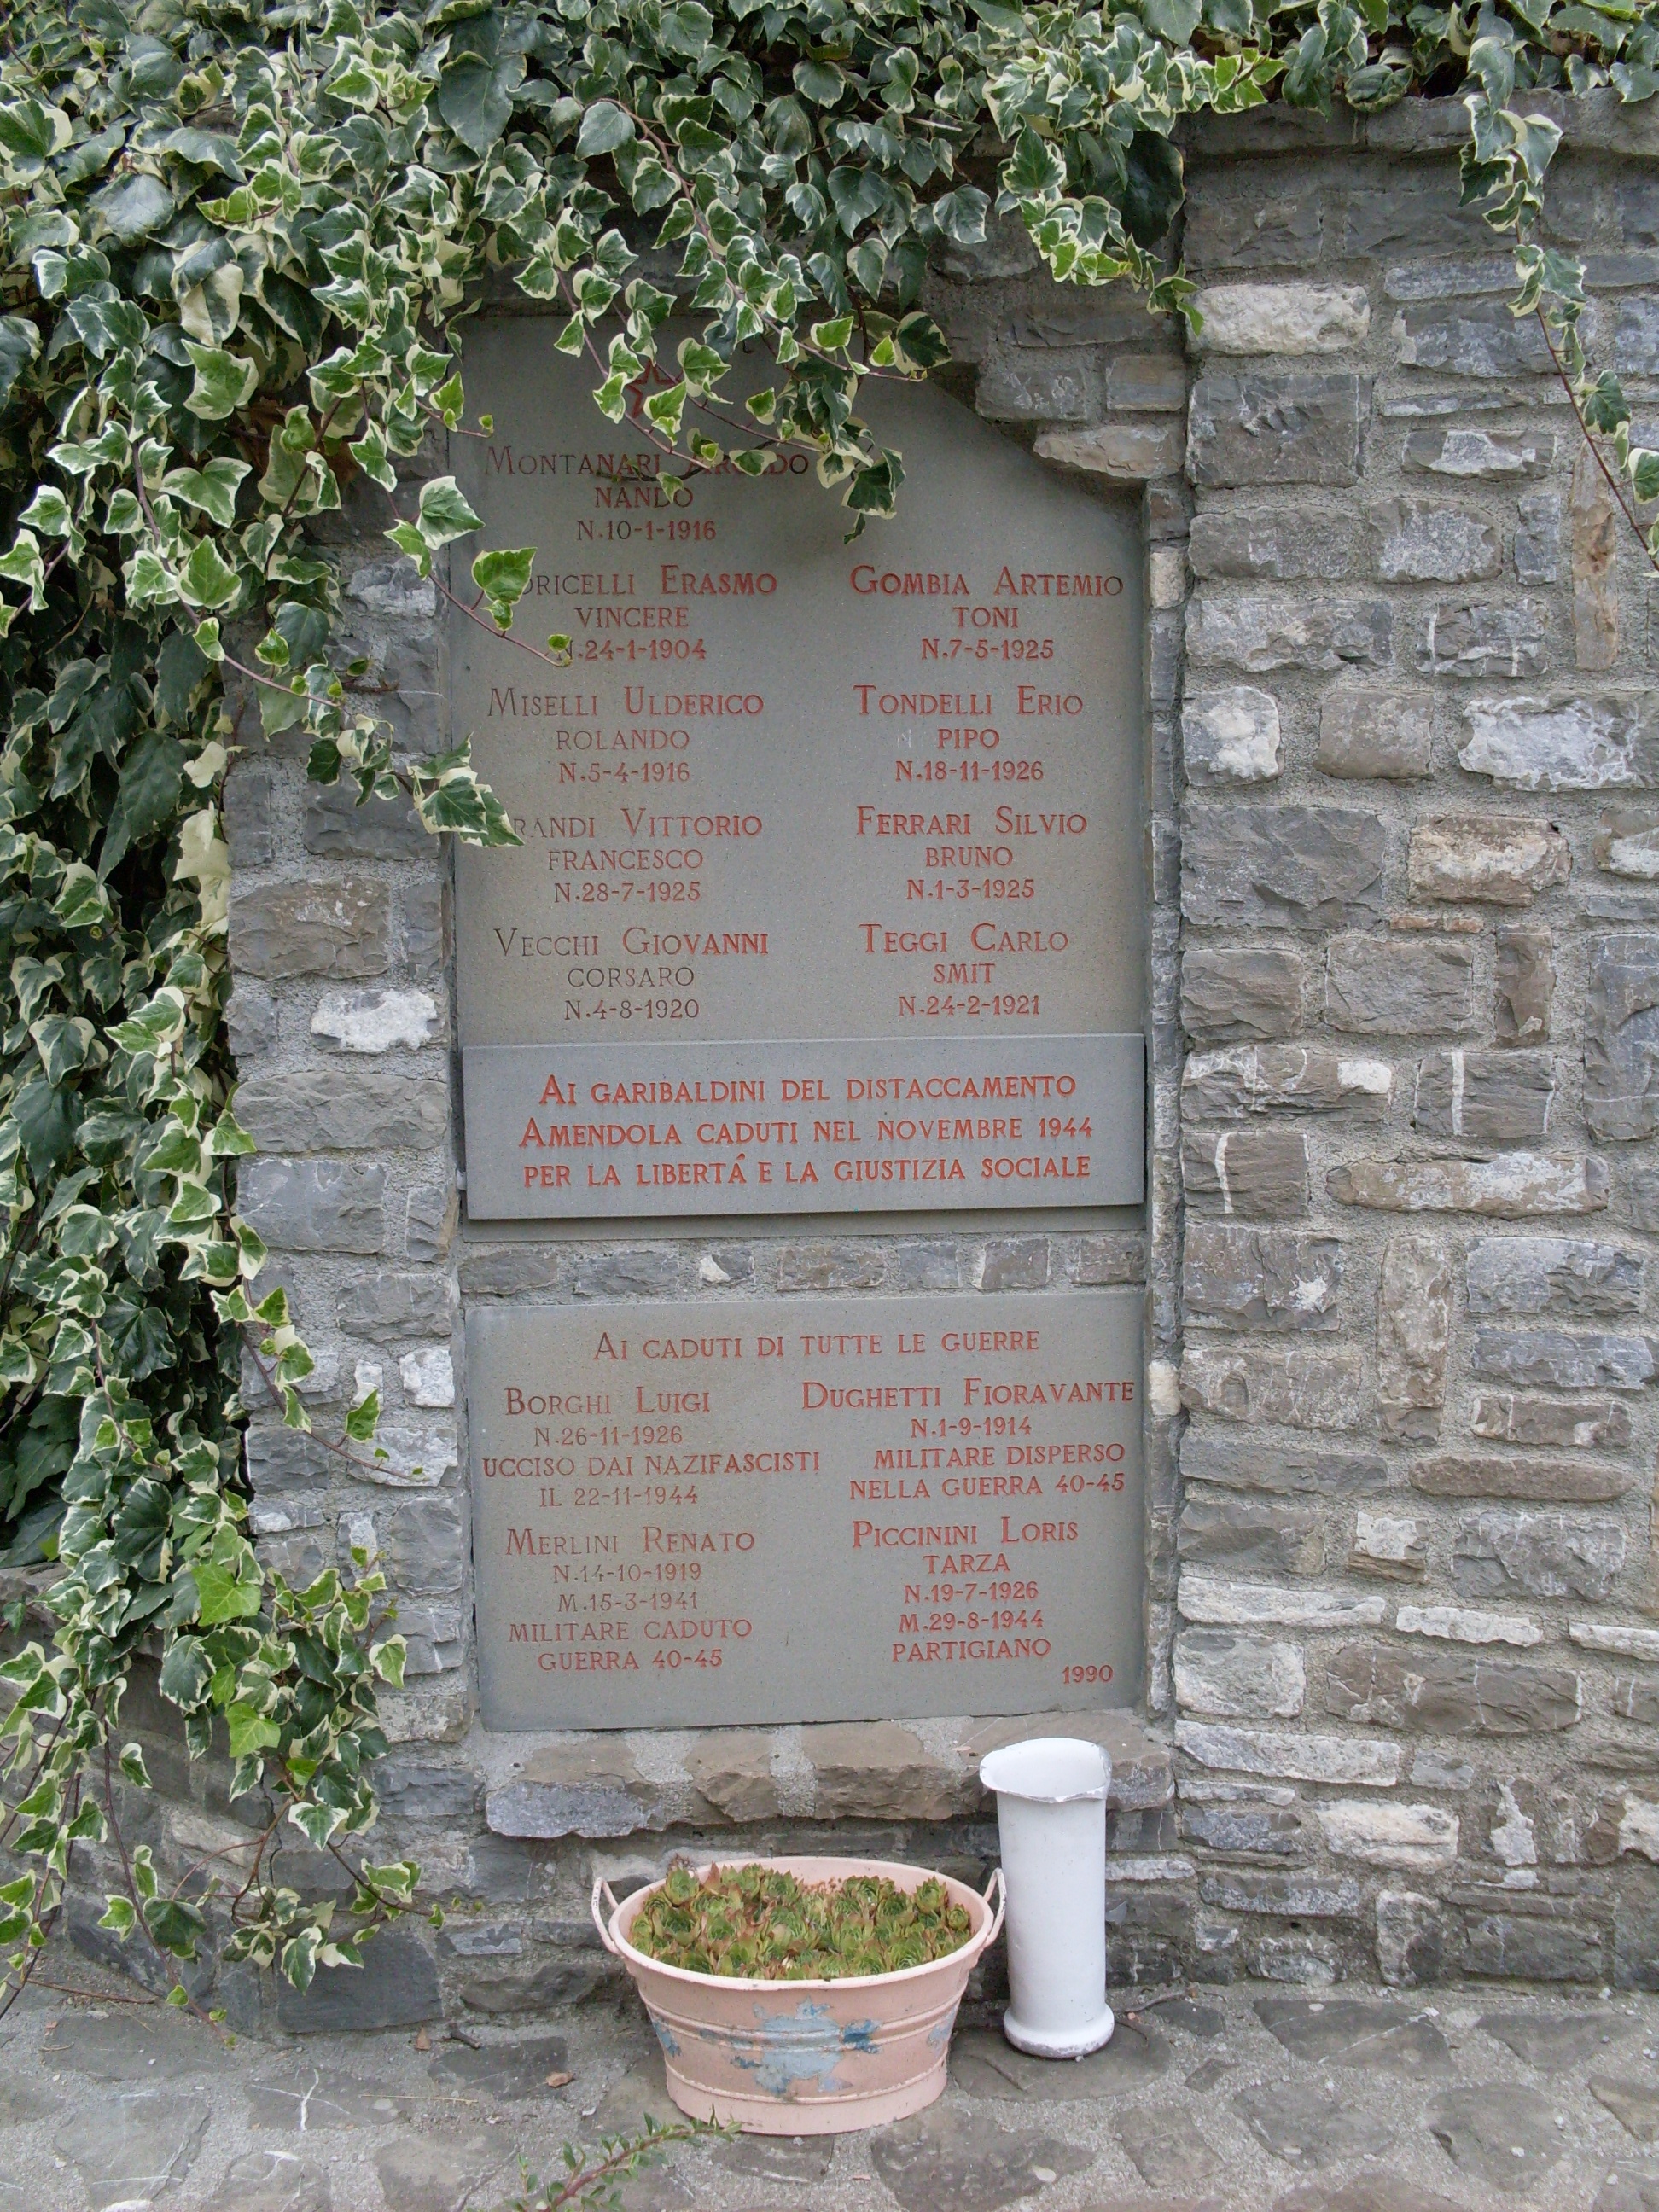 MONTANARI
NANDO
N.10-1-1916
ERASMO
VINCERE
N.24-1-1904
MISELLI ULDERICO
ROLANDO
N.5-4-1916
VITTORIO
FRANCESCO
N.28-7-1925
VECCHI GIOVANNI
CORSARO
N.4-8-1920
GOMBIA ARTEMIO
TONI
N.7-5-1925
TONDELLI ERIO
PIPO
N.18-11-1926
FERRARI SILVIO
BRUNO
N.1-3-1925
TEGGI CARLO
SMIT
N.24-2-1921
AI GARIBALDINI DEL DISTACCAMENTO
AMENDOLA CADUTI NEL NOVEMBRE 1944
PER LA LIBERTÁ E LA GIUSTIZIA SOCIALE
AI CADUTI DI TUTTE LE GUERRE
BORGHI LUIGI
N.26-11-1926
UCCISO DAI NAZIFASCISTI
IL 22-11-1944
MERLINI RENATO
N.14-10-1919
M.15-3-1941
MILITARE CADUTO
GUERRA 40-45
DUGHETTI FIORAVANTE
N.1-9-1914
MILITARE DISPERSO
NELLA GUERRA 40-45
PICCININI LORIS
TARZA
N.19-7-1926
M.29-8-1944
PARTIGIANO
1990